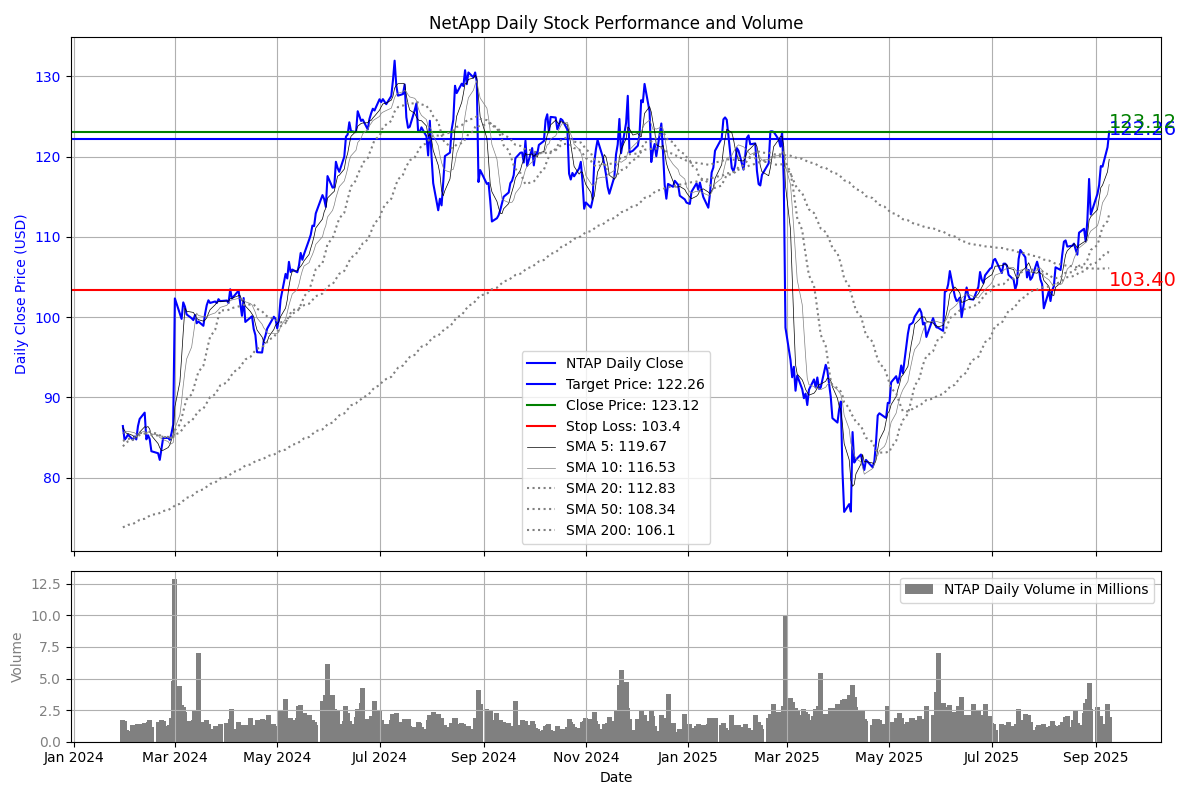 NetApp Daily Stock Performance and Volume
130
120
110
100
90
80
Daily Close Price (USD)
123.12
122.26
103.40
NTAP Daily Close
Target Price: 122.26
Close Price: 123.12
Stop Loss: 103.4
SMA 5: 119.67
SMA 10: 116.53
SMA 20: 112.83
SMA 50: 108.34
SMA 200: 106.1
12.5
10.0
7.5
5.0
2.5
0.0
Volume
NTAP Daily Volume in Millions
Jan 2024 Mar 2024 May 2024 Jul 2024 Sep 2024 Nov 2024 Jan 2025 Mar 2025 May 2025 Jul 2025 Sep 2025
Date